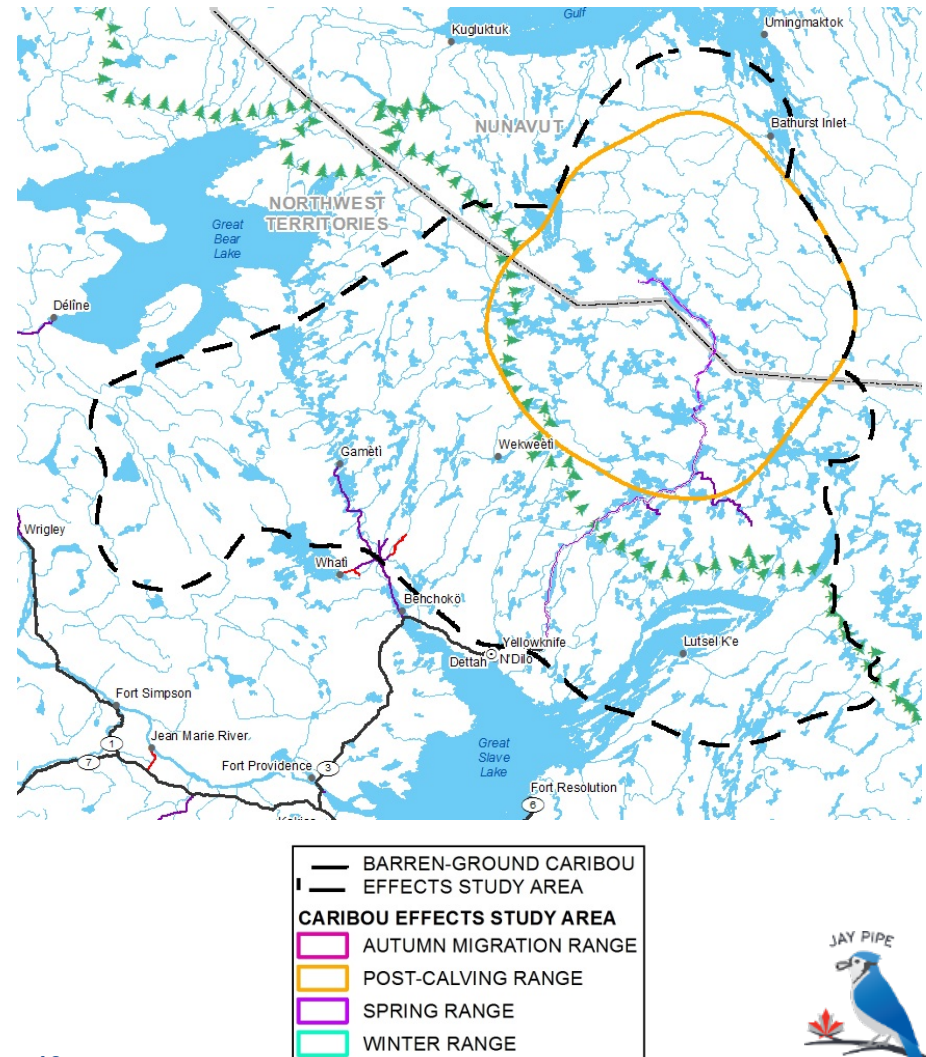 Gulf
Umingmaktok
Kugluktuk
Bathurst Inlet
NUNAVUT
NORTHWEST
TERRITORIES
Great
Bear
Lake
Délįne
Wekweètì
Gamètì
Wrigley
Whatì
Behchokö
Yellowknife
Dettah
N'Dilo
Lutsel K'e
Fort Simpson
Jean Marie River
1
7
Fort Providence
3
Great
Slave
Lake
Fort Resolution
6
BARREN-GROUND CARIBOU
EFFECTS STUDY AREA
CARIBOU EFFECTS STUDY AREA
AUTUMN MIGRATION RANGE
POST-CALVING RANGE
SPRING RANGE
WINTER RANGE
JAY PIPE